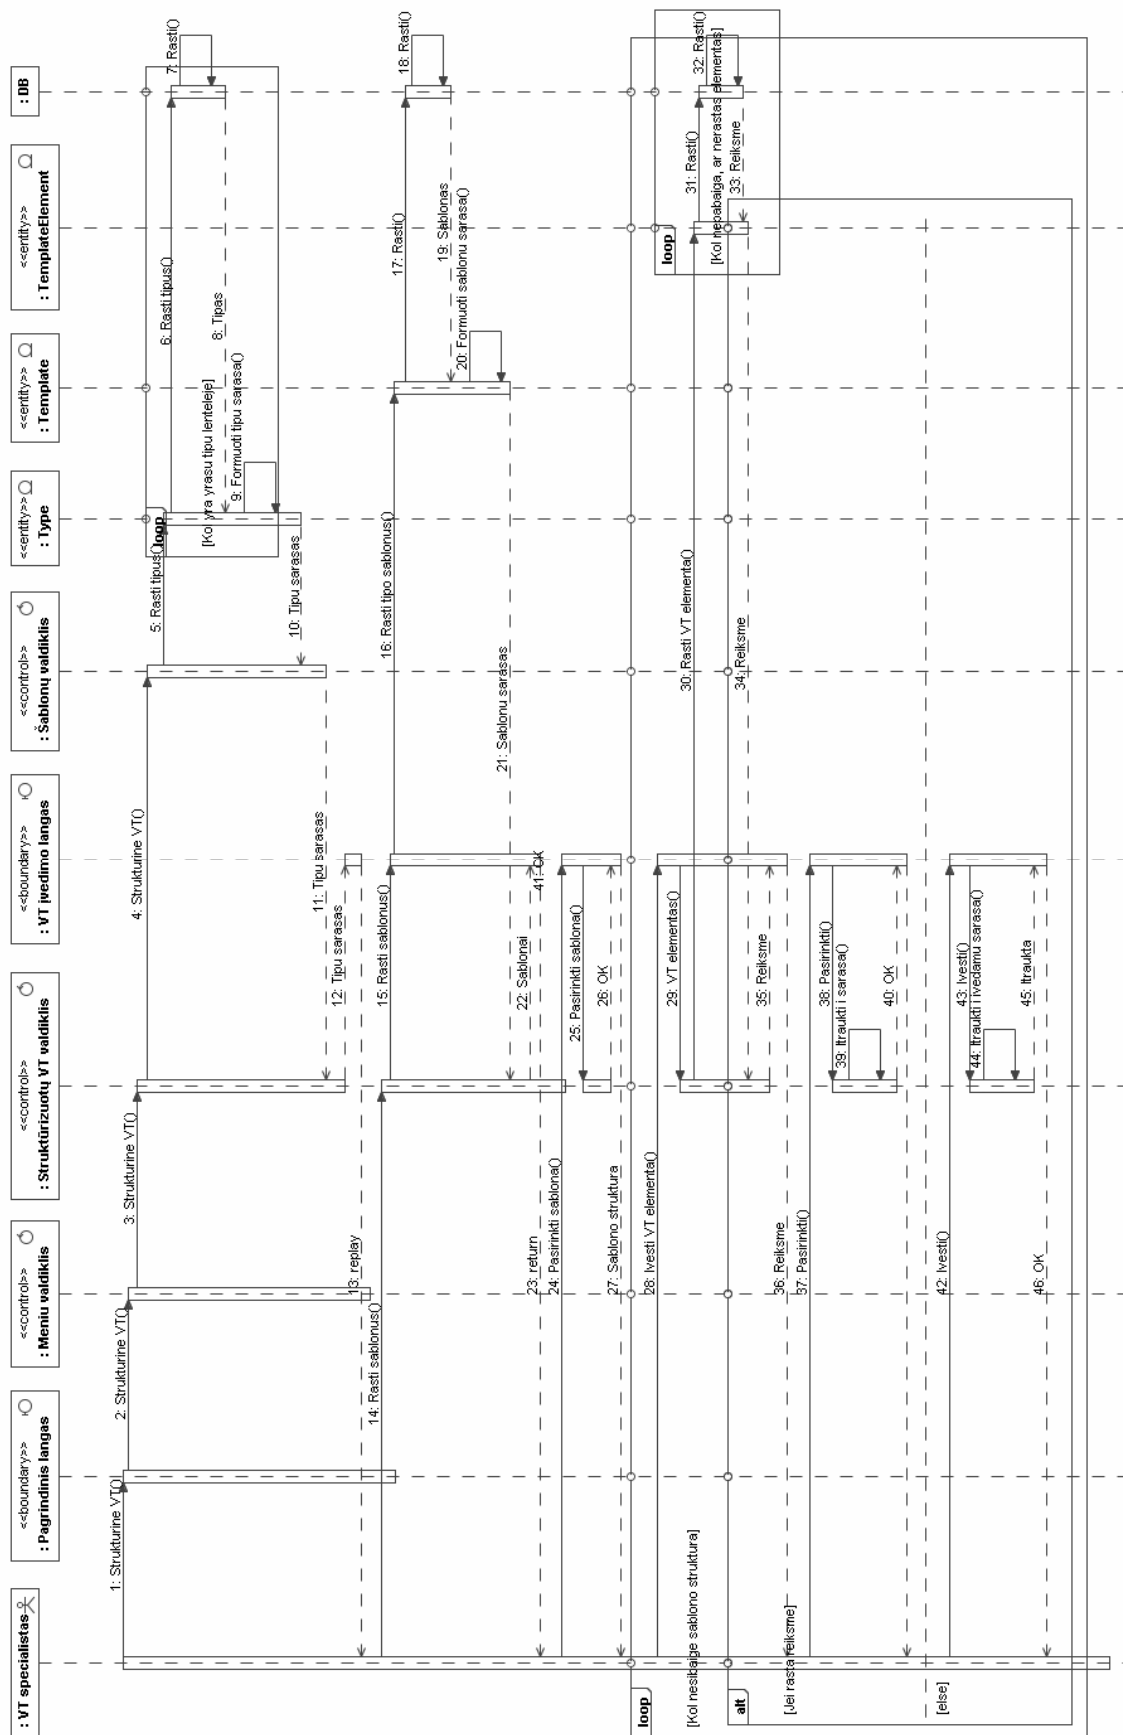 : VT specialistas
<<boundary>>
: Pagrindinis langas
<<control>>
: Meniu valdiklis
<<control>>
: Struktūrizuotų VT valdiklis
<<boundary>>
: VT įvedimo langas
<<control>>
: Šablonų valdiklis
<<entity>>
: Type
<<entity>>
: Template
<<entity>>
: TemplateElement
: DB
1: Strukturine VT()
2: Strukturine VT()
3: Strukturine VT()
4: Strukturine VT()
5: Rasti tipus()
loop
[Kol yra yrasu tipu lenteleje]
6: Rasti tipus()
7: Rasti()
8: Tipas
9: Formuoti tipu sarasa()
10: Tipu sarasas
11: Tipu sarasas
12: Tipu sarasas
13: replay
14: Rasti sablonus()
15: Rasti sablonus()
16: Rasti tipo sablonus()
17: Rasti()
18: Rasti()
19: Sablonas
20: Formuoti sablonu sarasa()
21: Sablonu sarasas
22: Sablonai
23: return
41: OK
24: Pasirinkti sablona()
25: Pasirinkti sablona()
26: OK
27: Sablono struktura
loop
[Kol nesibaige sablono struktura]
28: Ivesti VT elementa()
29: VT elementas()
30: Rasti VT elementa()
loop
[Kol nepabaiga, ar nerastas elementas]
31: Rasti()
32: Rasti()
33: Reiksme
34: Reiksme
35: Reiksme
36: Reiksme
alt
[Jei rasta reiksme]
37: Pasirinkti()
38: Pasirinkti()
39: Itraukti i sarasa()
40: OK
[else]
42: Ivesti()
43: Ivesti()
44: Itraukti i ivedamu sarasa()
45: Itraukta
46: OK